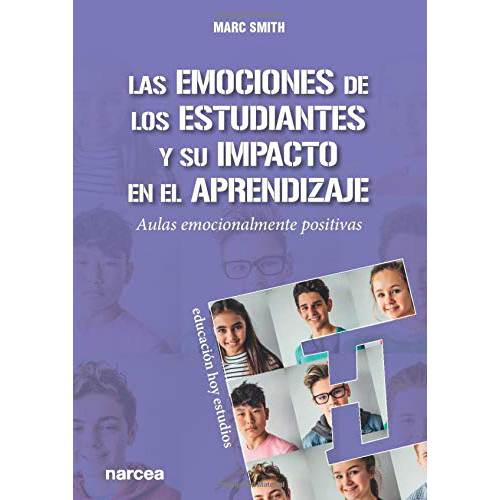 MARC SMITH
LAS EMOCIONES DE
LOS ESTUDIANTES
Y SU IMPACTO
EN EL APRENDIZAJE
Aulas emocionalmente positivas
educación hoy estudios
narcea